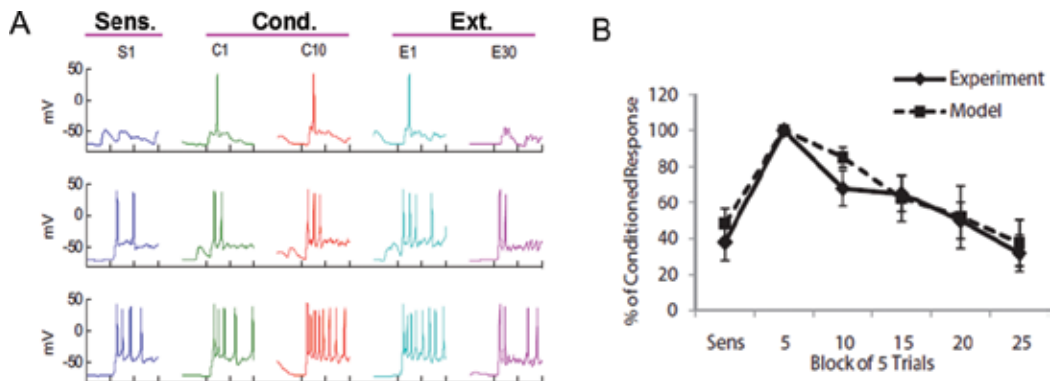 A
Sens. Cond. Ext.
S1 C1 C10 E1 E30
50
0
-50
mV
50
0
-50
mV
50
0
-50
mV
B
Experiment
Model
% of Conditioned Response
120
100
80
60
40
20
0
Sens 5 10 15 20 25
Block of 5 Trials